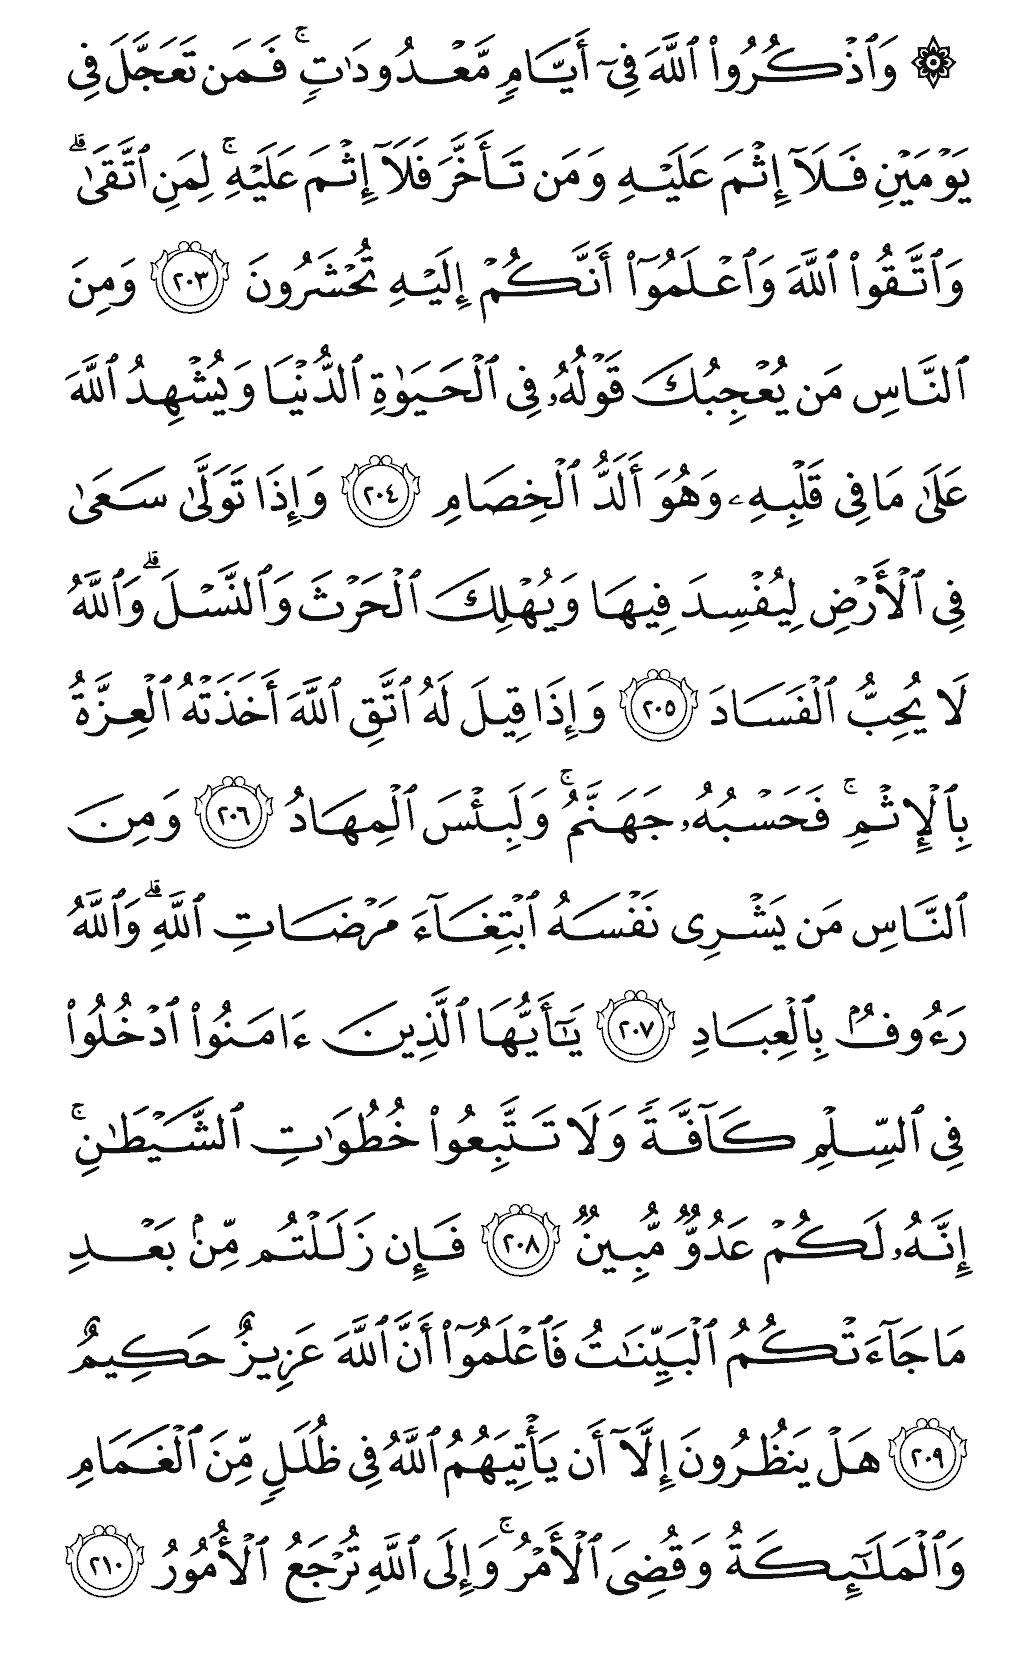 ۞ وَٱذۡكُرُواْ ٱللَّهَ فِيٓ أَيَّامٖ مَّعۡدُودَٰتٖۚ فَمَن تَعَجَّلَ فِي
يَوۡمَيۡنِ فَلَآ إِثۡمَ عَلَيۡهِ وَمَن تَأَخَّرَ فَلَآ إِثۡمَ عَلَيۡهِۚ لِمَنِ ٱتَّقَىٰۗ
وَٱتَّقُواْ ٱللَّهَ وَٱعۡلَمُوٓاْ أَنَّكُمۡ إِلَيۡهِ تُحۡشَرُونَ ٢٠٣ وَمِنَ
ٱلنَّاسِ مَن يُعۡجِبُكَ قَوۡلُهُۥ فِي ٱلۡحَيَوٰةِ ٱلدُّنۡيَا وَيُشۡهِدُ ٱللَّهَ
عَلَىٰ مَا فِي قَلۡبِهِۦ وَهُوَ أَلَدُّ ٱلۡخِصَامِ ٢٠٤ وَإِذَا تَوَلَّىٰ سَعَىٰ
فِي ٱلۡأَرۡضِ لِيُفۡسِدَ فِيهَا وَيُهۡلِكَ ٱلۡحَرۡثَ وَٱلنَّسۡلَۗ وَٱللَّهُ
لَا يُحِبُّ ٱلۡفَسَادَ ٢٠٥ وَإِذَا قِيلَ لَهُ ٱتَّقِ ٱللَّهَ أَخَذَتۡهُ ٱلۡعِزَّةُ
بِٱلۡإِثۡمِۚ فَحَسۡبُهُۥ جَهَنَّمُۚ وَلَبِئۡسَ ٱلۡمِهَادُ ٢٠٦ وَمِنَ
ٱلنَّاسِ مَن يَشۡرِي نَفۡسَهُ ٱبۡتِغَآءَ مَرۡضَاتِ ٱللَّهِۗ وَٱللَّهُ
رَءُوفُۢ بِٱلۡعِبَادِ ٢٠٧ يَٰٓأَيُّهَا ٱلَّذِينَ ءَامَنُواْ ٱدۡخُلُواْ
فِي ٱلسِّلۡمِ كَآفَّةٗ وَلَا تَتَّبِعُواْ خُطُوَٰتِ ٱلشَّيۡطَٰنِۚ
إِنَّهُۥ لَكُمۡ عَدُوّٞ مُّبِينٞ ٢٠٨ فَإِن زَلَلۡتُم مِّنۢ بَعۡدِ
مَا جَآءَتۡكُمُ ٱلۡبَيِّنَٰتُ فَٱعۡلَمُوٓاْ أَنَّ ٱللَّهَ عَزِيزٌ حَكِيمٌ
٢٠٩ هَلۡ يَنظُرُونَ إِلَّآ أَن يَأۡتِيَهُمُ ٱللَّهُ فِي ظُلَلٖ مِّنَ ٱلۡغَمَامِ
وَٱلۡمَلَٰٓئِكَةُ وَقُضِيَ ٱلۡأَمۡرُۚ وَإِلَى ٱللَّهِ تُرۡجَعُ ٱلۡأُمُورُ ٢١٠